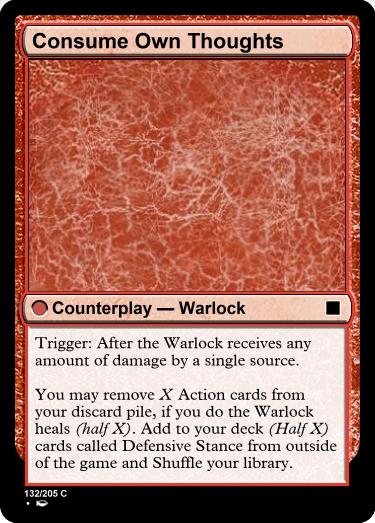 Consume Own Thoughts
Counterplay — Warlock
Trigger: After the Warlock receives any
amount of damage by a single source.
You may remove X Action cards from
your discard pile, if you do the Warlock
heals (half X). Add to your deck (Half X)
cards called Defensive Stance from outside
of the game and Shuffle your library.
132/205 C